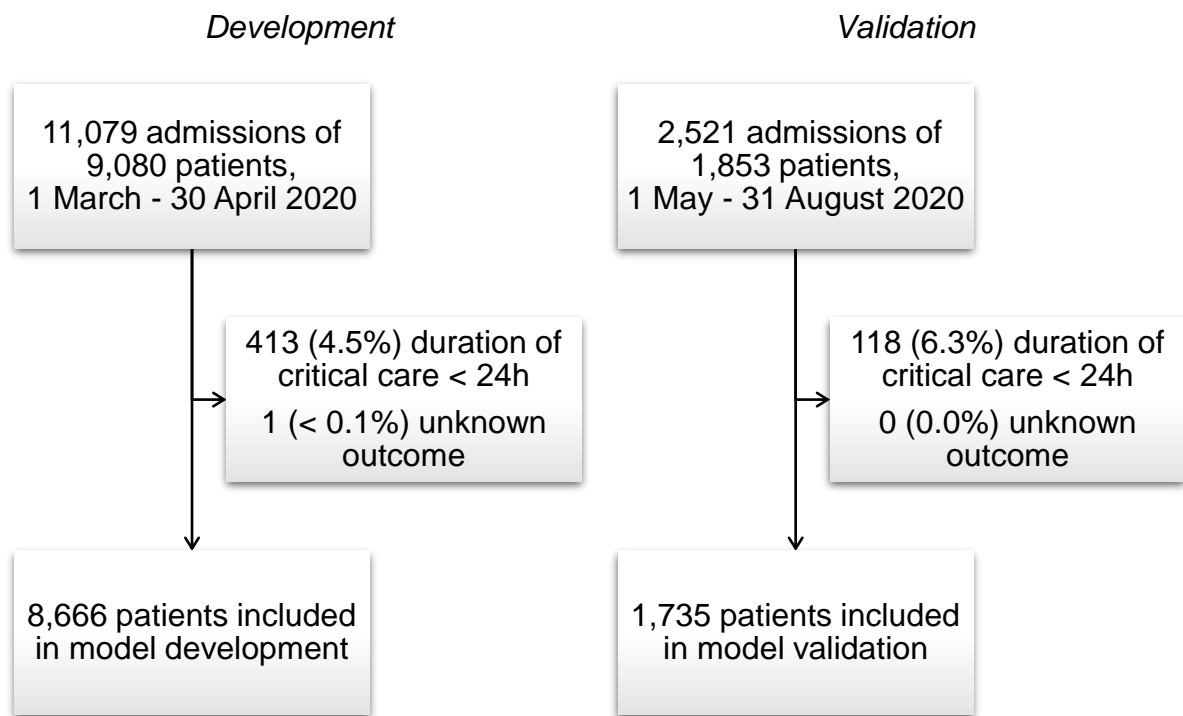 Development
11,079 admissions of
9,080 patients,
1 March - 30 April 2020
413 (4.5%) duration of
critical care < 24h
1 (< 0.1%) unknown
outcome
8,666 patients included
in model development
Validation
2,521 admissions of
1,853 patients,
1 May - 31 August 2020
118 (6.3%) duration of
critical care < 24h
0 (0.0%) unknown
outcome
1,735 patients included
in model validation